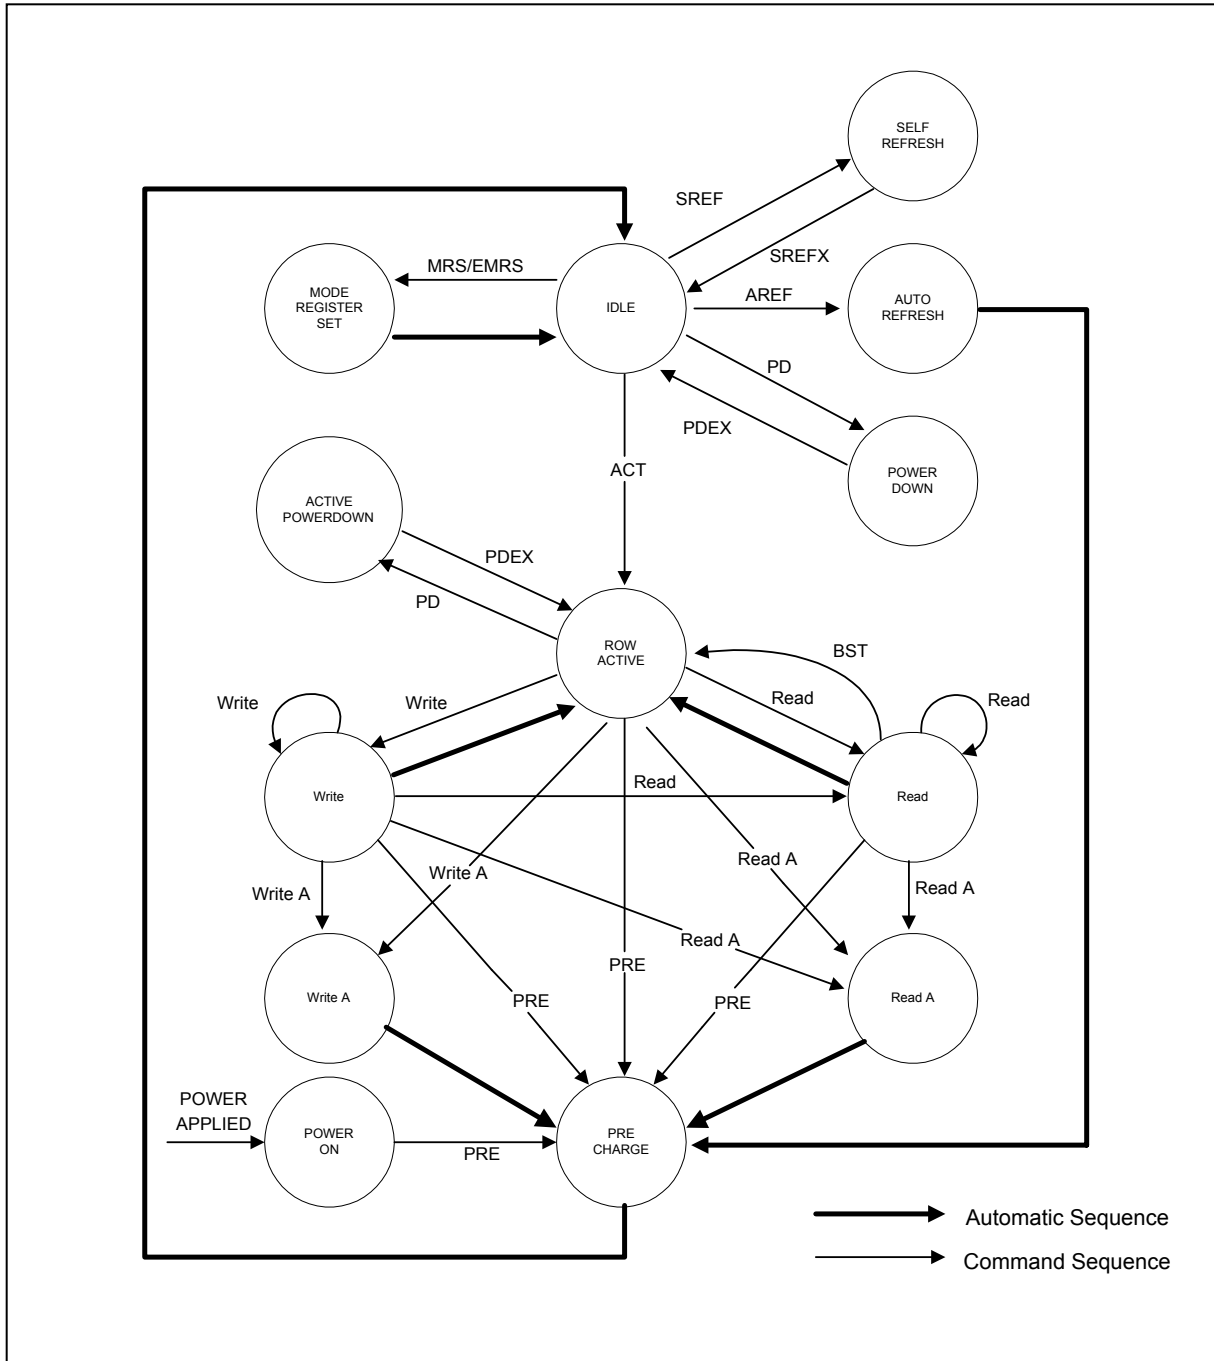 SELF
REFRESH
SREF
SREFX
MRS/EMRS
MODE
REGISTER
SET
IDLE
AREF
AUTO
REFRESH
PD
PDEX
POWER
DOWN
ACT
ACTIVE
POWERDOWN
PDEX
PD
ROW
ACTIVE
BST
Write
Write
Read
Read
Write
Read
Read
Write A
Write A
Read A
Read A
Read A
PRE
PRE
PRE
Write A
Read A
POWER
APPLIED
POWER
ON
PRE
PRE
CHARGE
Automatic Sequence
Command Sequence